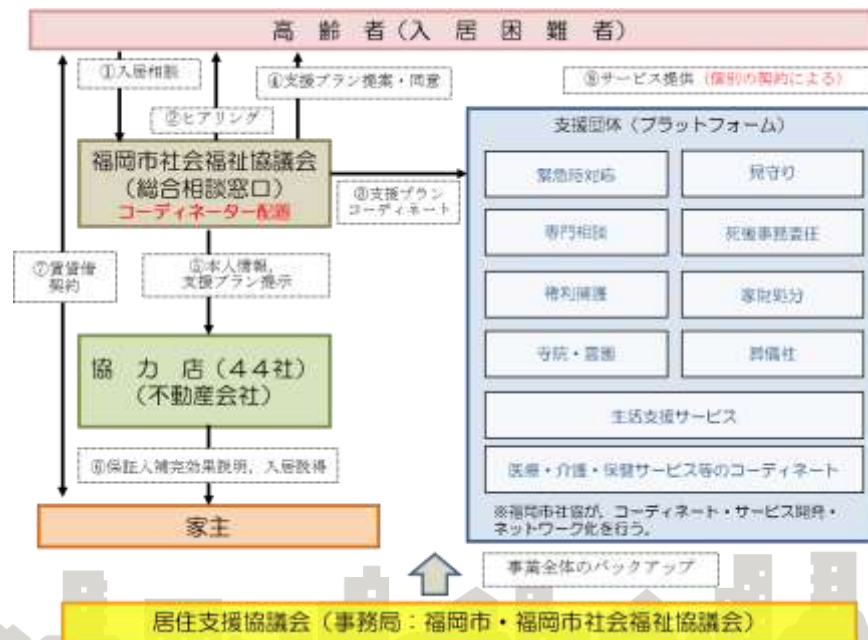 高齢者(入居困難者)
①入居相談
④支援プラン提案・同意
⑧サービス提供(個別の契約による)
②ヒアリング
福岡市社会福祉協議会
(総合相談窓口)
コーディネーター配置
③支援プラン
コーディネート
支援団体(プラットフォーム)
緊急時対応
見守り
専門相談
死後事務委任
権利擁護
家財処分
寺院・霊園
葬儀社
生活支援サービス
医療・介護・保健サービス等のコーディネート
※福岡市社協が、コーディネート・サービス開発・
ネットワーク化を行う。
⑦賃貸借
契約
⑤本人情報,
支援プラン提示
協力店(44社)
(不動産会社)
⑥保証人補完効果説明,入居説得
家主
事業全体のバックアップ
居住支援協議会(事務局:福岡市・福岡市社会福祉協議会)